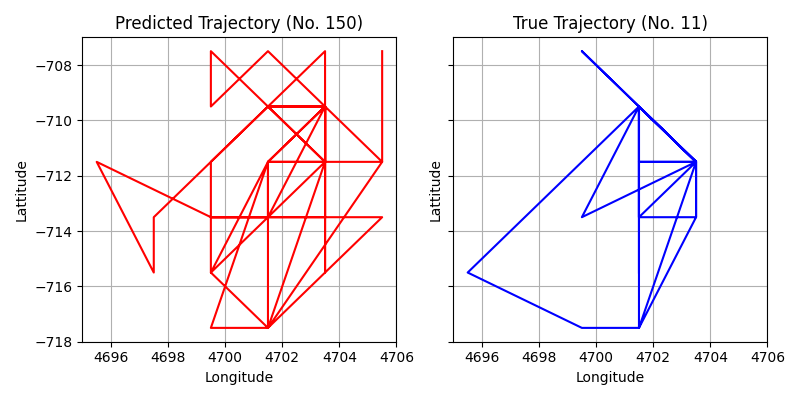 Predicted Trajectory (No. 150)
True Trajectory (No. 11)
Lattitude
−708
−710
−712
−714
−716
−718
4696 4698 4700 4702 4704 4706
Longitude
Lattitude
4696 4698 4700 4702 4704 4706
Longitude